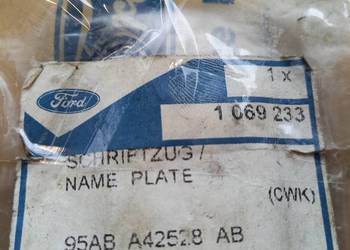 Ford
1 x
1 069 233
SCHRIFTZUG/
NAME PLATE
(CWK)
95AB A42528 AB